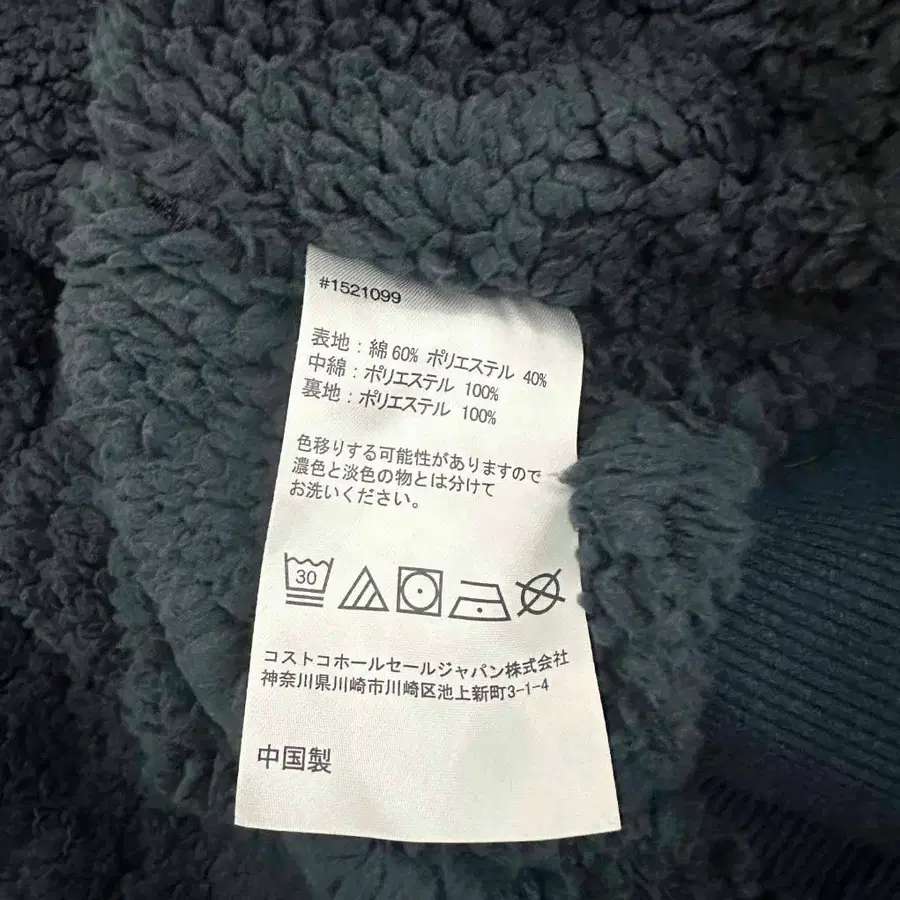 #1521099
表地：綿 60% ポリエステル 40%
中綿：ポリエステル 100%
裏地：ポリエステル 100%
色移りする可能性がありますので
濃色と淡色の物とは分けて
お洗いください。
30
コストコホールセールジャパン株式会社
神奈川県川崎市川崎区池上新町3-1-4
中国製